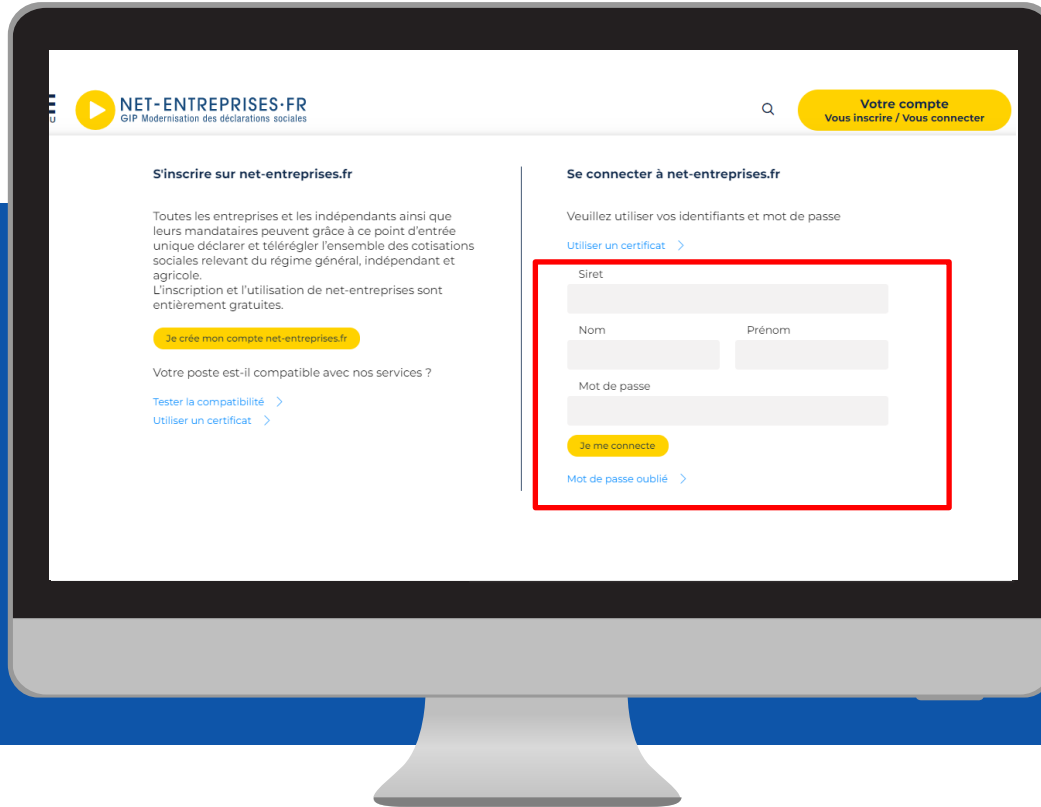 NET-ENTREPRISES·FR
GIP Modernisation des déclarations sociales
Votre compte
Vous inscrire / Vous connecter
S'inscrire sur net-entreprises.fr
Toutes les entreprises et les indépendants ainsi que
leurs mandataires peuvent grâce à ce point d'entrée
unique déclarer et télérégler l'ensemble des cotisations
sociales relevant du régime général, indépendant et
agricole.
L'inscription et l'utilisation de net-entreprises sont
entièrement gratuites.
Je crée mon compte net-entreprises.fr
Votre poste est-il compatible avec nos services ?
Tester la compatibilité
Utiliser un certificat
Se connecter à net-entreprises.fr
Veuillez utiliser vos identifiants et mot de passe
Utiliser un certificat
Siret
Nom Prénom
Mot de passe
Je me connecte
Mot de passe oublié